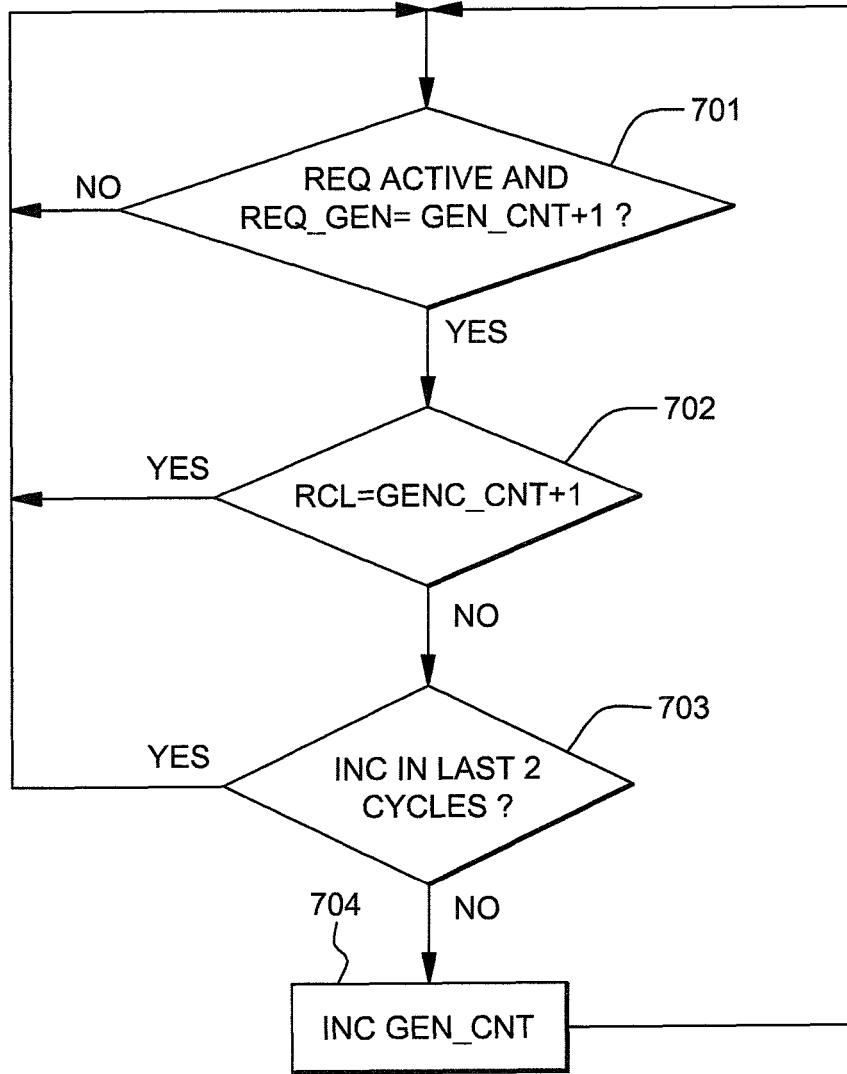 701
REQ ACTIVE AND
REQ_GEN= GEN_CNT+1 ?
NO
YES
702
YES
RCL=GENC_CNT+1
NO
703
YES
INC IN LAST 2
CYCLES ?
NO
704
INC GEN_CNT